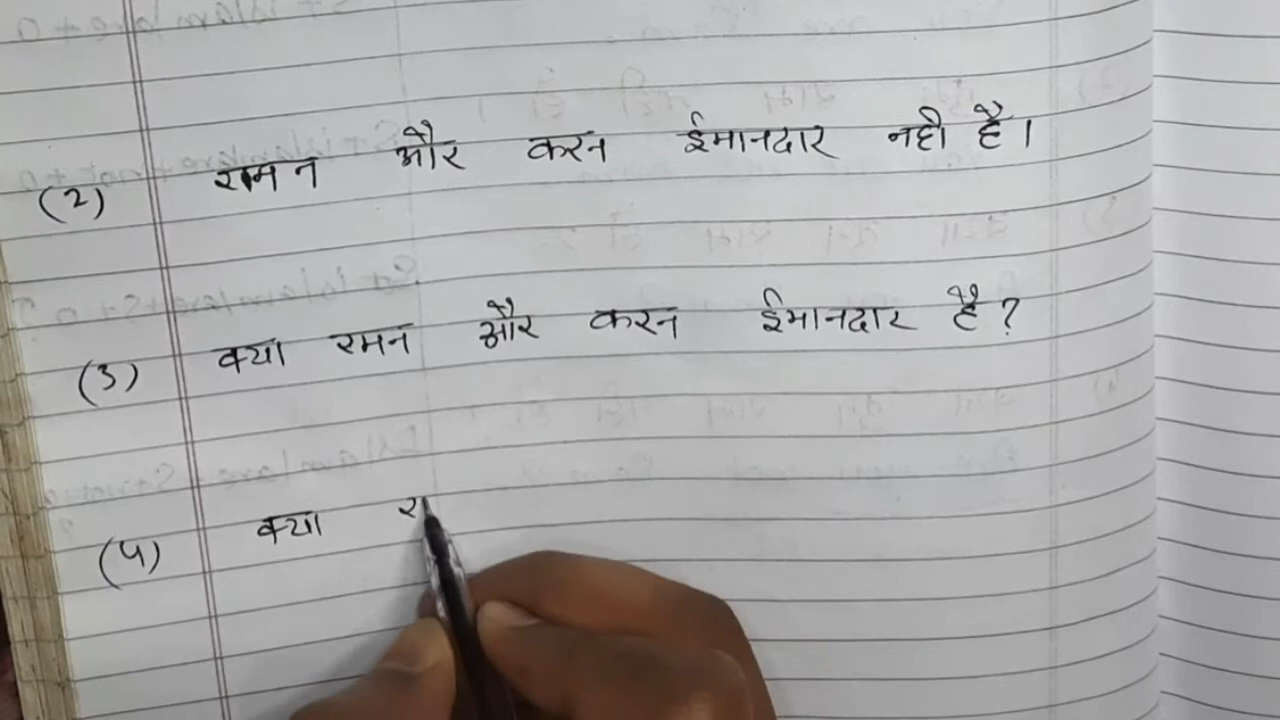 (2) रमन और करन ईमानदार नही है।
(3) क्या रमन और करन ईमानदार है?
(4) क्या र